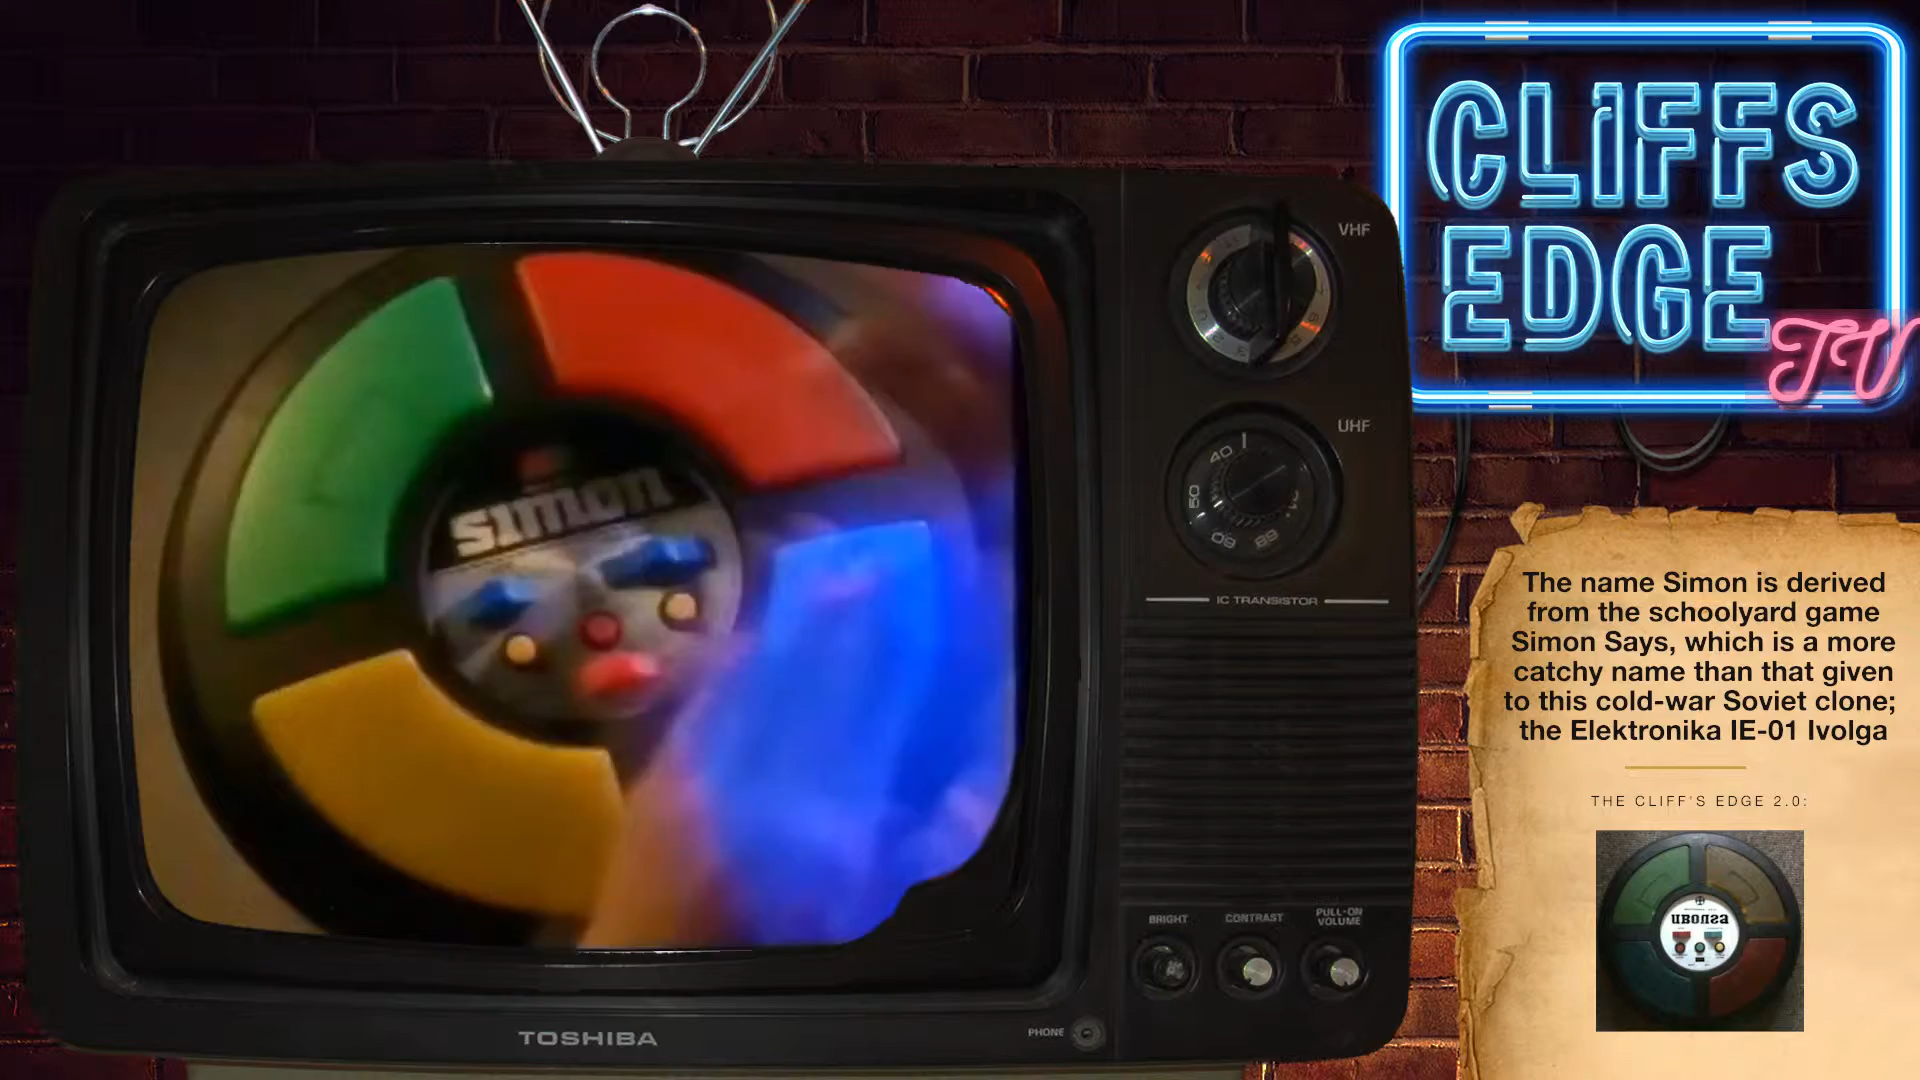 CLIFFS
EDGE
TV
simon
VHF
UHF
40
50
60
68
IC TRANSISTOR
BRIGHT
CONTRAST
PULL-ON
VOLUME
TOSHIBA
PHONE
The name Simon is derived
from the schoolyard game
Simon Says, which is a more
catchy name than that given
to this cold-war Soviet clone;
the Elektronika IE-01 Ivolga
THE CLIFF'S EDGE 2.0:
иволга